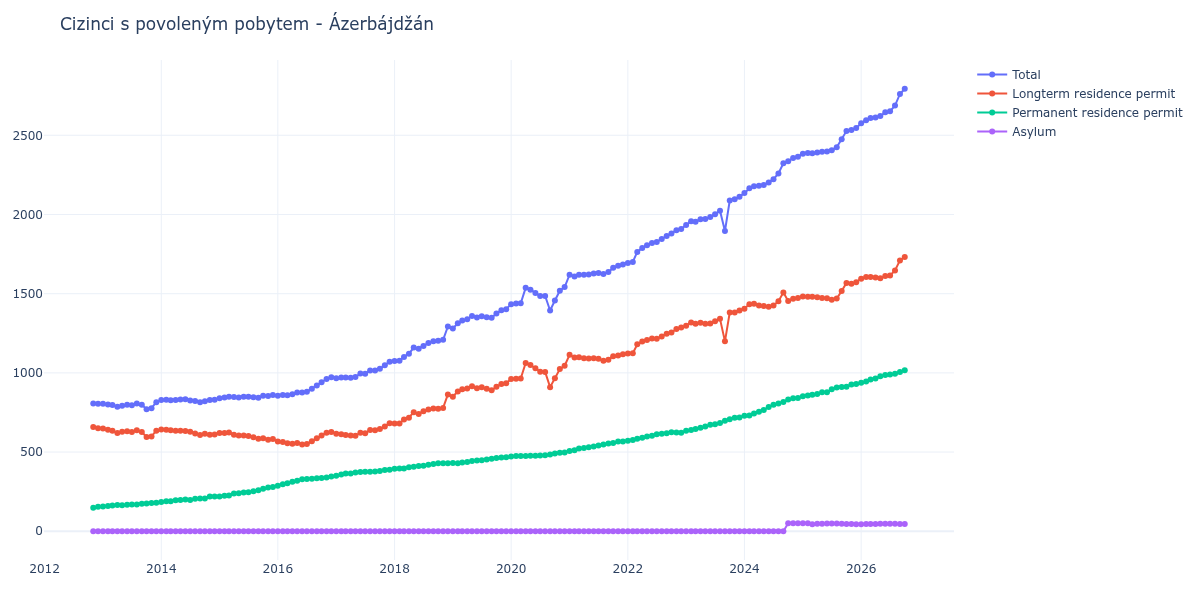 Cizinci s povoleným pobytem - Ázerbájdžán
Total
Longterm residence permit
Permanent residence permit
Asylum
2500
2000
1500
1000
500
0
2012 2014 2016 2018 2020 2022 2024 2026